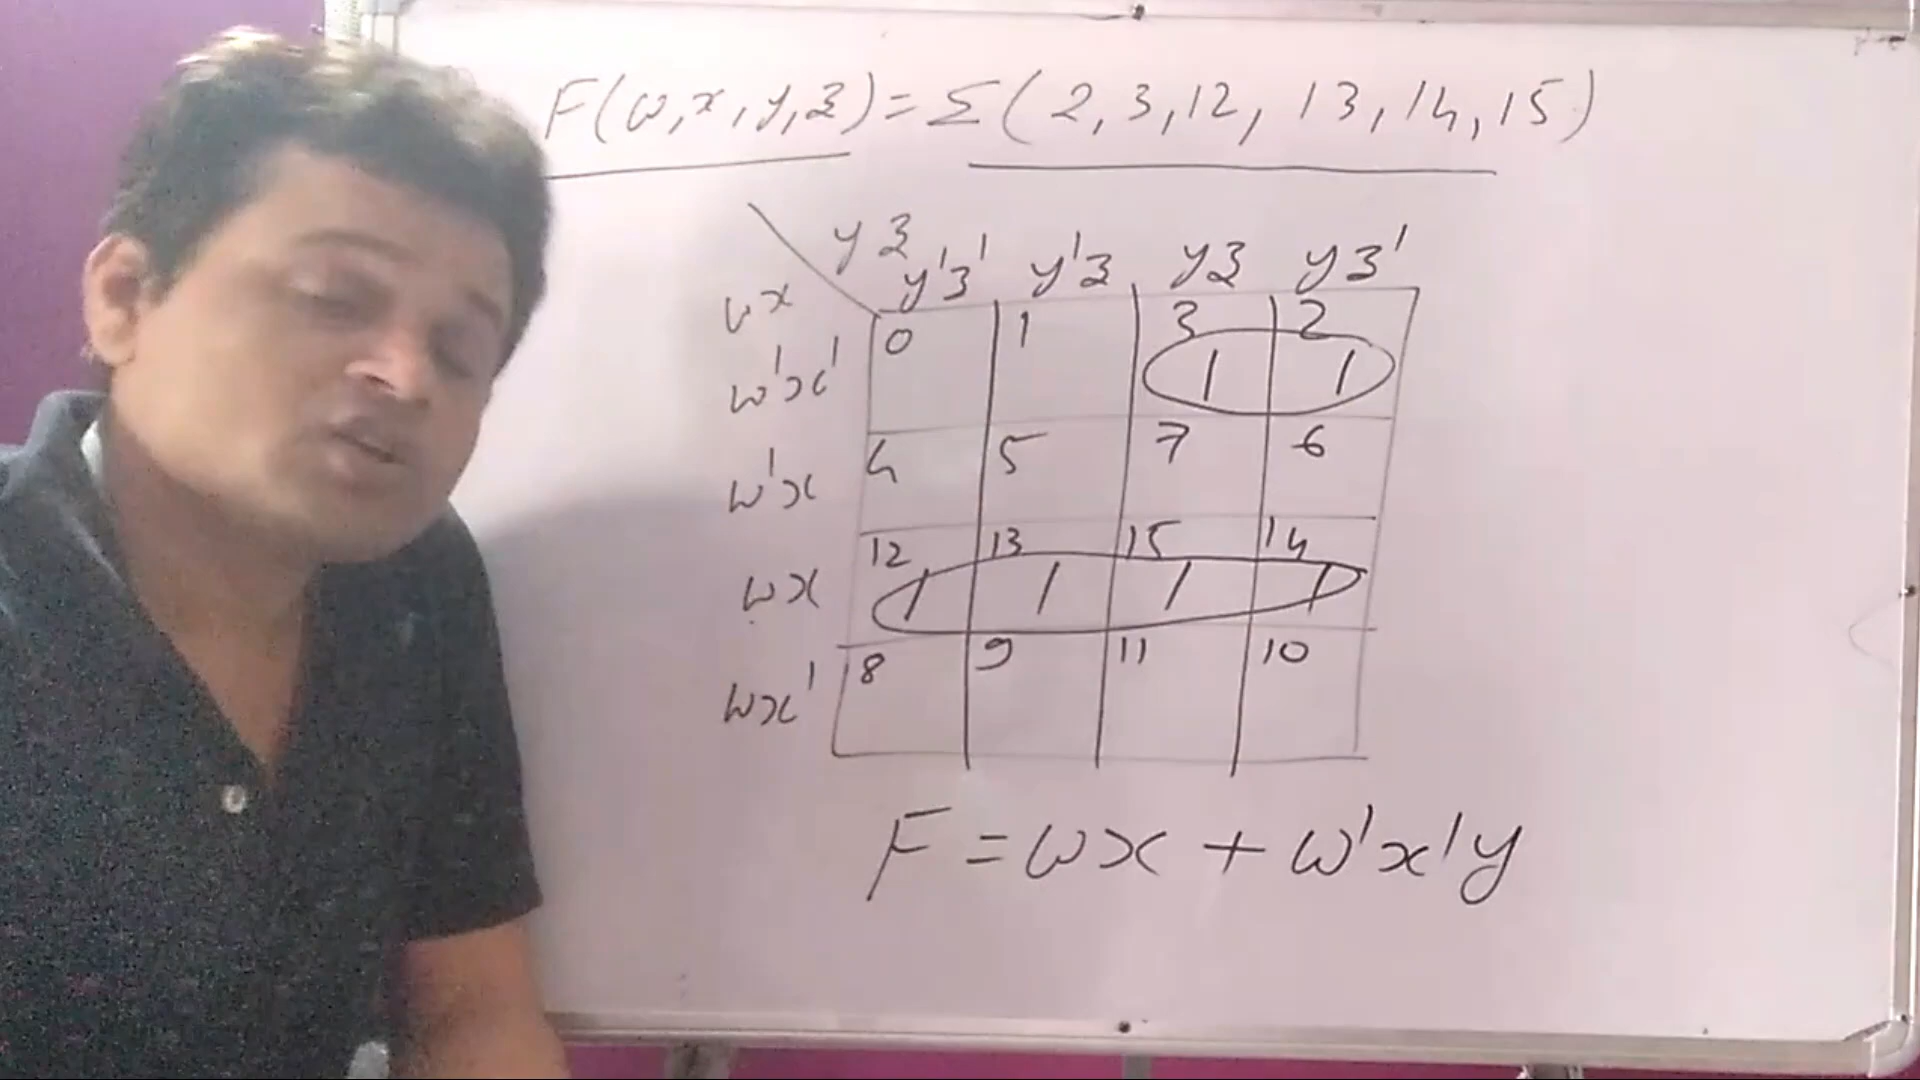 F(w,x,y,z)=Σ(2,3,12,13,14,15)
yz
wx y'z' y'z yz yz'
w'x' 0 1 3 1 2 1
w'x 4 5 7 6
wx 12 1 13 1 15 1 14 1
wx' 8 9 11 10
F=wx+w'x'y